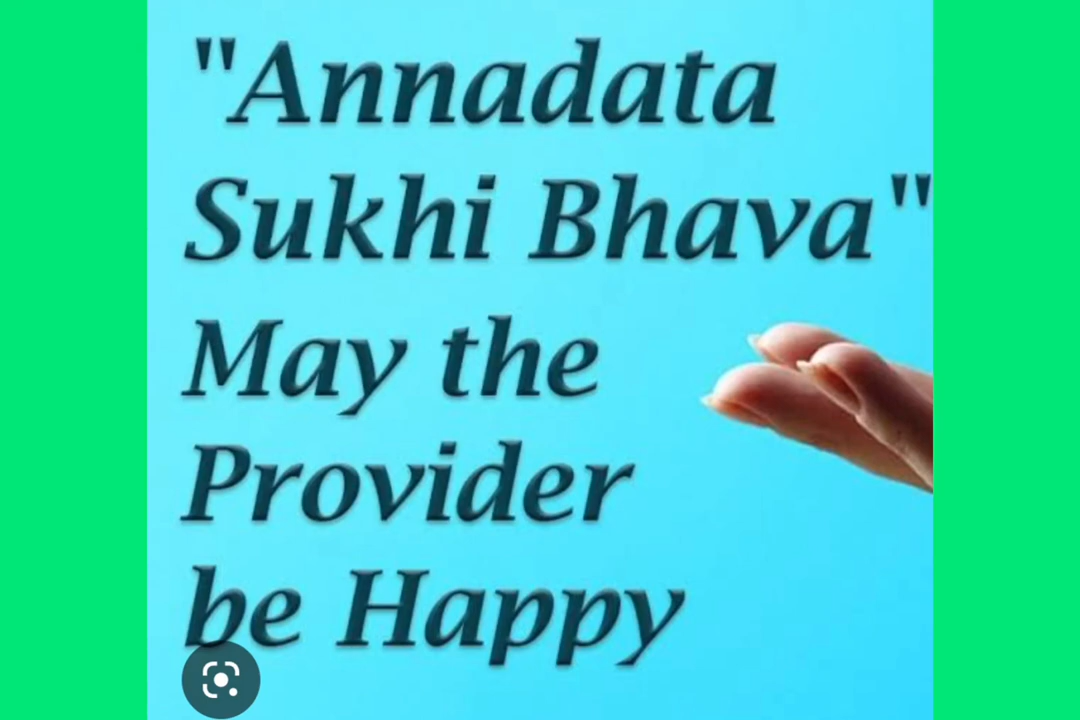 "Annadata
Sukhi Bhava"
May the
Provider
be Happy